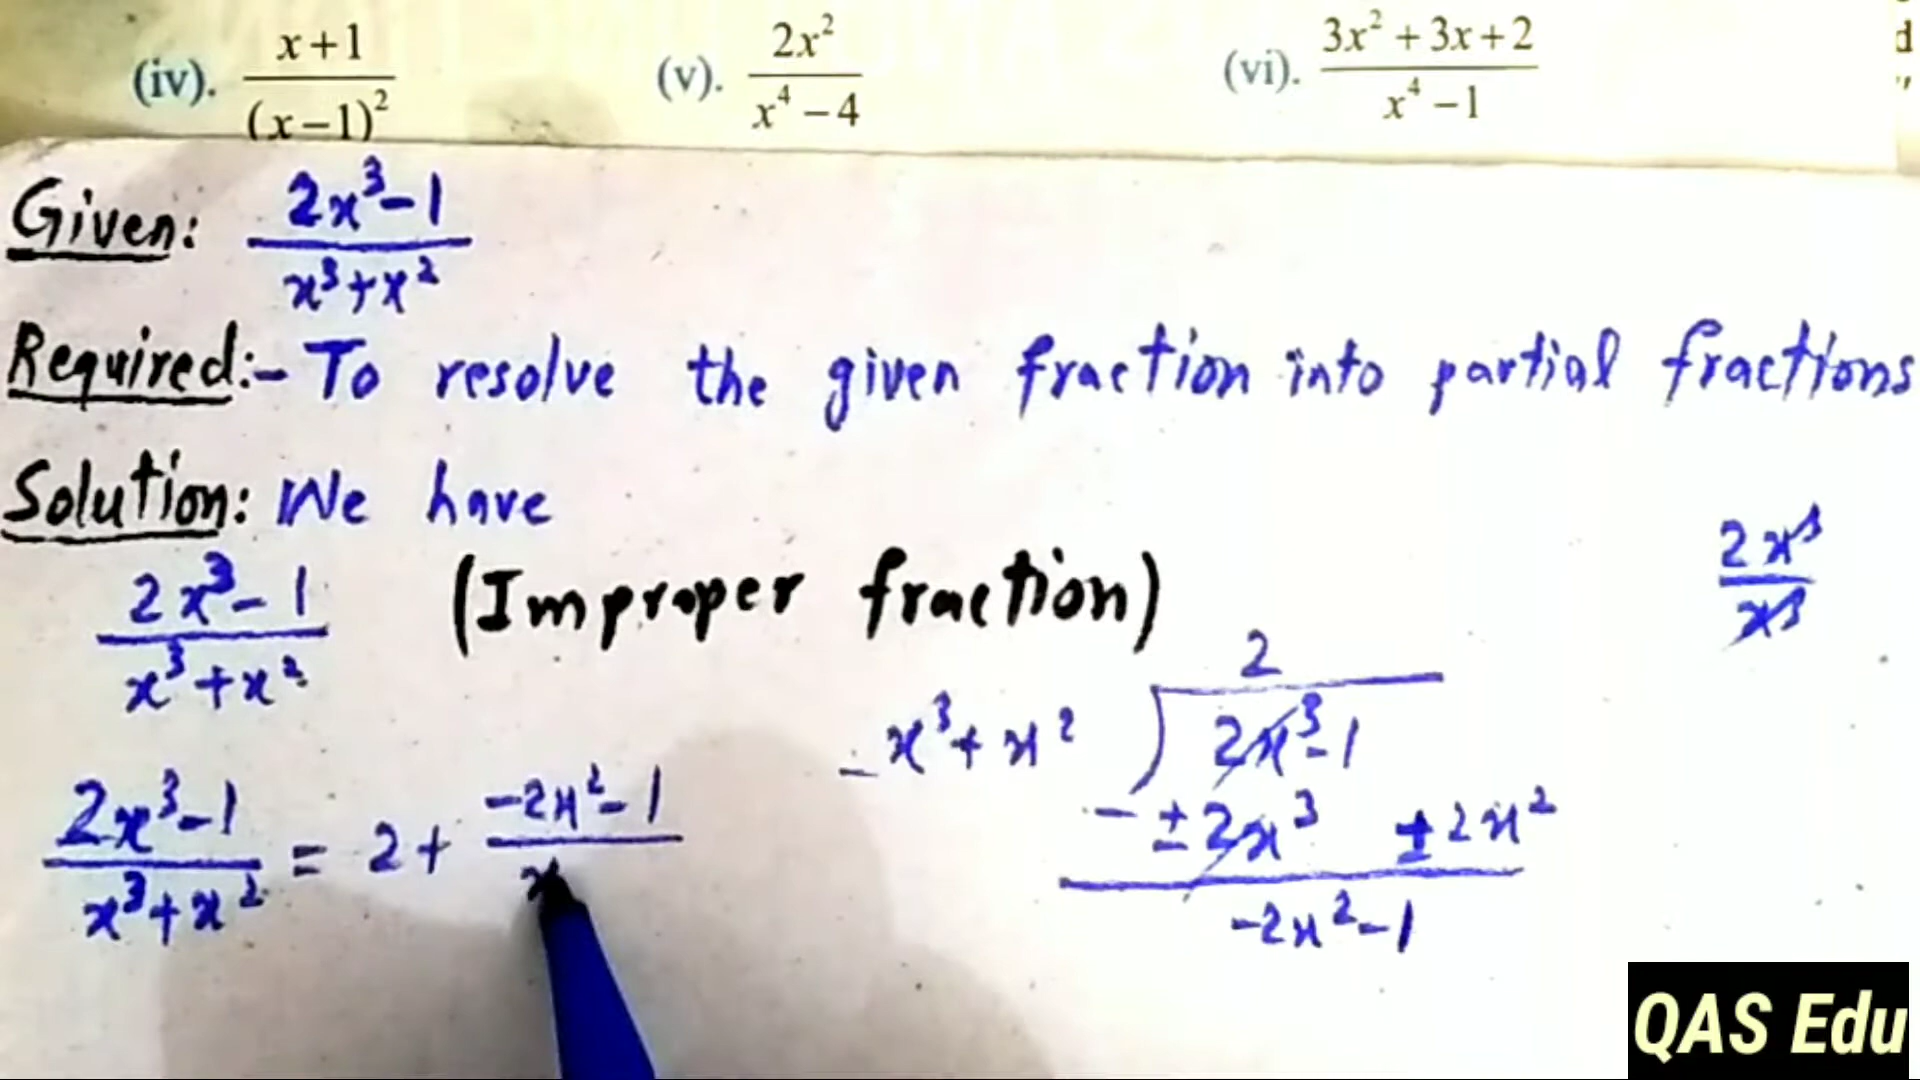 (iv). x+1/(x−1)² (v). 2x²/x⁴−4 (vi). 3x²+3x+2/x⁴−1
d
"
Given: 2x³-1/x³+x²
Required:- To resolve the given fraction into partial fractions
Solution: We have
2x³-1/x³+x² (Improper fraction) 2x³/x³
2
-x³+x² ) 2x³-1
- ±2x³ ±2x²
-2x²-1
2x³-1/x³+x² = 2+ -2x²-1/x
QAS Edu